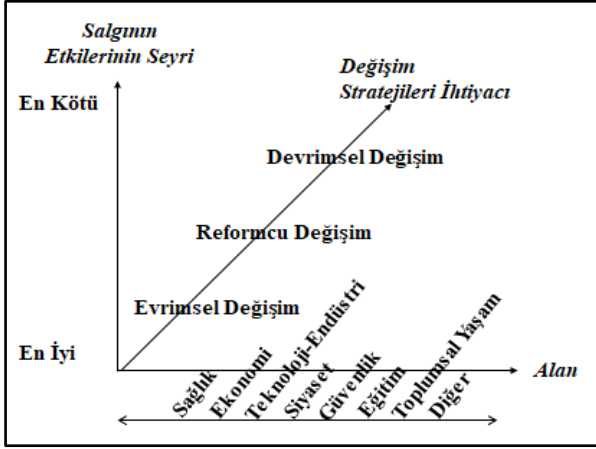 Salgının
Etkilerinin Seyri
Değişim
Stratejileri İhtiyacı
En Kötü
Devrimsel Değişim
Reformcu Değişim
Evrimsel Değişim
En İyi
Alan
Sağlık
Ekonomi
Teknoloji-Endüstri
Siyaset
Güvenlik
Eğitim
Toplumsal Yaşam
Diğer